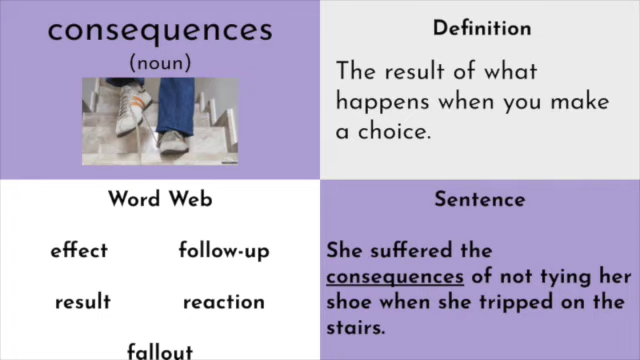 consequences
(noun)
Definition
The result of what
happens when you make
a choice.
Word Web
effect follow-up
result reaction
fallout
Sentence
She suffered the
consequences of not tying her
shoe when she tripped on the
stairs.